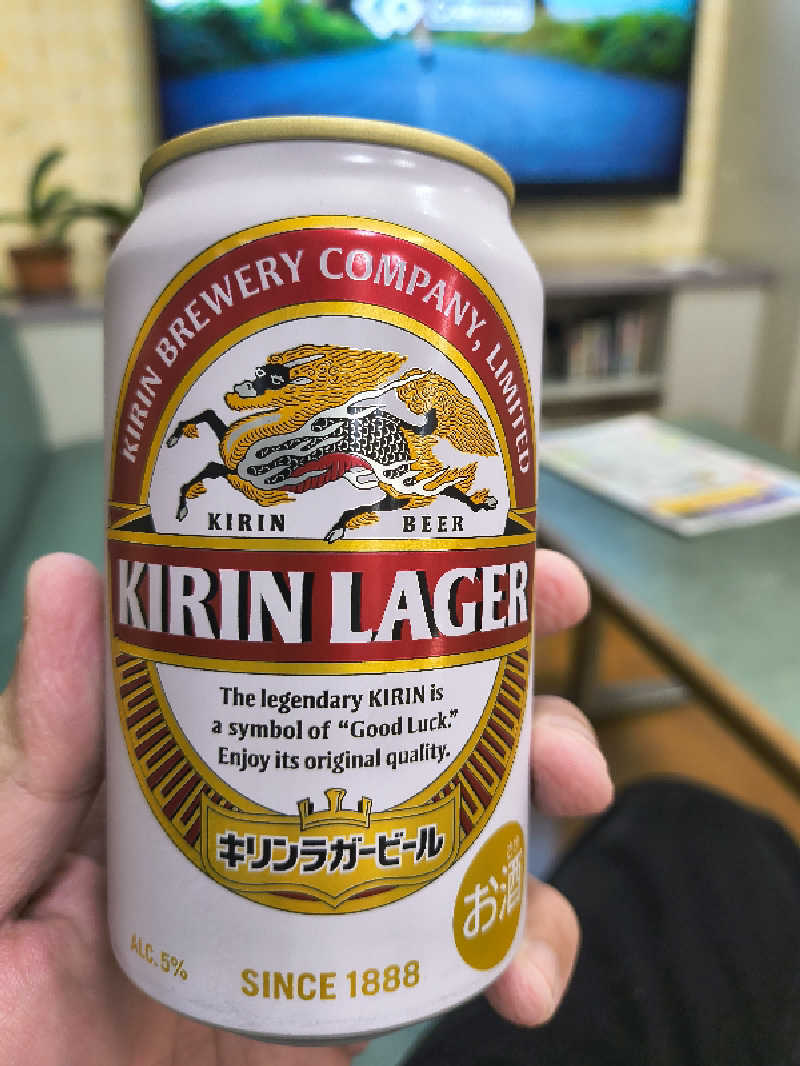 KIRIN BREWERY COMPANY, LIMITED
KIRIN BEER
KIRIN LAGER
The legendary KIRIN is
a symbol of "Good Luck."
Enjoy its original quality.
キリンラガービール
お酒
ALC. 5%
SINCE 1888